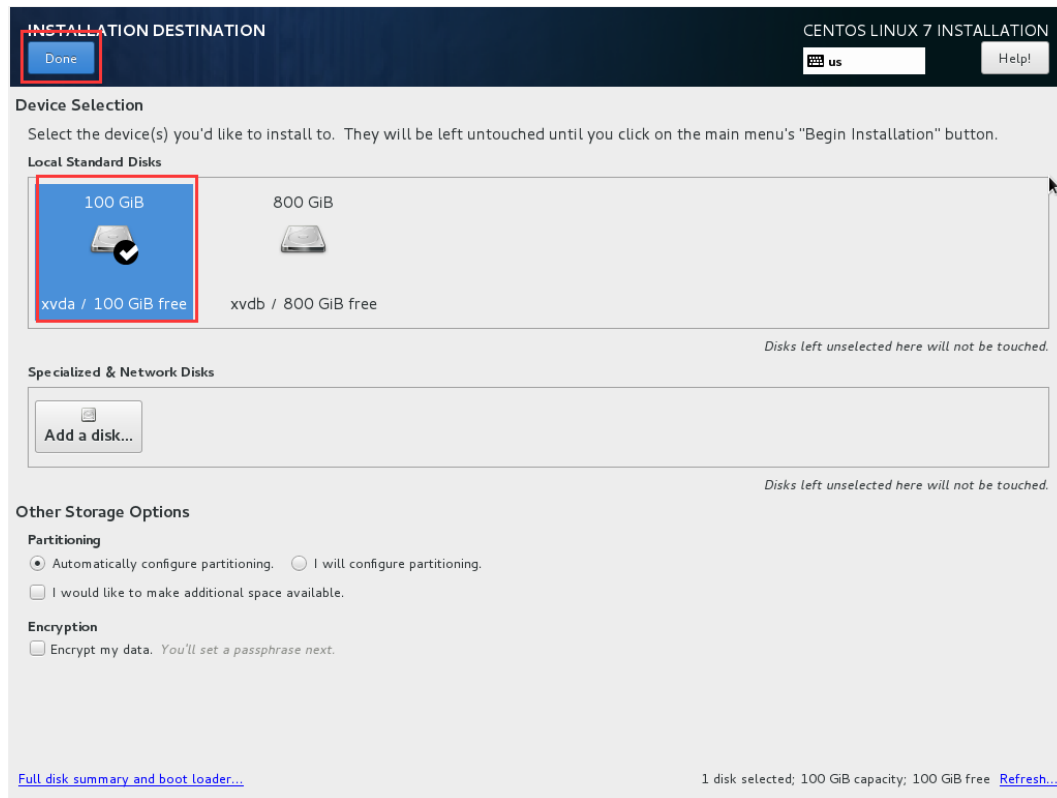 INSTALLATION DESTINATION
CENTOS LINUX 7 INSTALLATION
Done
us
Help!
Device Selection
Select the device(s) you'd like to install to. They will be left untouched until you click on the main menu's "Begin Installation" button.
Local Standard Disks
100 GiB
800 GiB
xvda / 100 GiB free
xvdb / 800 GiB free
Disks left unselected here will not be touched.
Specialized & Network Disks
Add a disk...
Disks left unselected here will not be touched.
Other Storage Options
Partitioning
Automatically configure partitioning.
I will configure partitioning.
I would like to make additional space available.
Encryption
Encrypt my data. You'll set a passphrase next.
Full disk summary and boot loader...
1 disk selected; 100 GiB capacity; 100 GiB free Refresh...